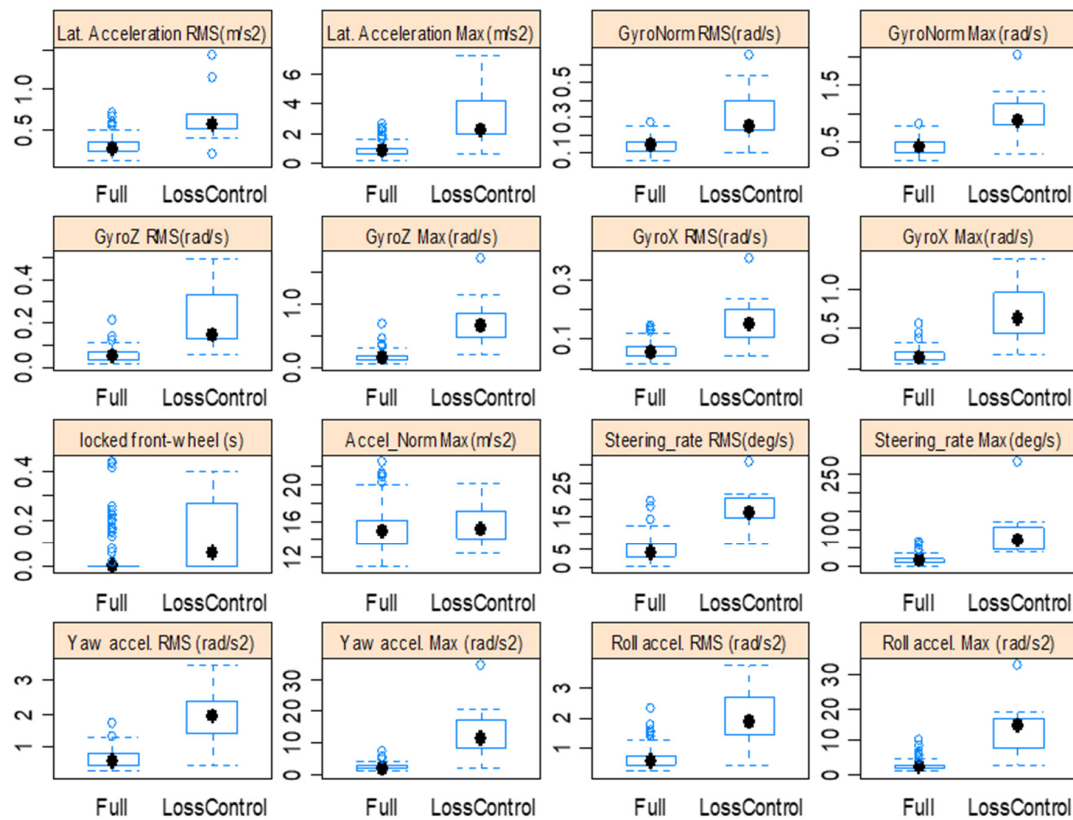 Lat. Acceleration RMS(m/s2) Lat. Acceleration Max (m/s2) GyroNorm RMS(rad/s) GyroNorm Max(rad/s)
0.5 1.0
0 2 4 6
0.1 0.3 0.5
0.5 1.5
Full LossControl Full LossControl Full LossControl Full LossControl
GyroZ RMS(rad/s) GyroZ Max(rad/s) GyroX RMS(rad/s) GyroX Max(rad/s)
0.0 0.2 0.4
0.0 1.0
0.1 0.3
0.5 1.0
Full LossControl Full LossControl Full LossControl Full LossControl
locked front-wheel (s) Accel_Norm Max(m/s2) Steering_rate RMS(deg/s) Steering_rate Max(deg/s)
0.0 0.2 0.4
12 16 20
0 5 15 25
0 100 250
Full LossControl Full LossControl Full LossControl Full LossControl
Yaw accel. RMS (rad/s2) Yaw accel. Max (rad/s2) Roll accel. RMS (rad/s2) Roll accel. Max (rad/s2)
1 2 3
0 10 20 30
1 2 3
0 10 20 30
Full LossControl Full LossControl Full LossControl Full LossControl